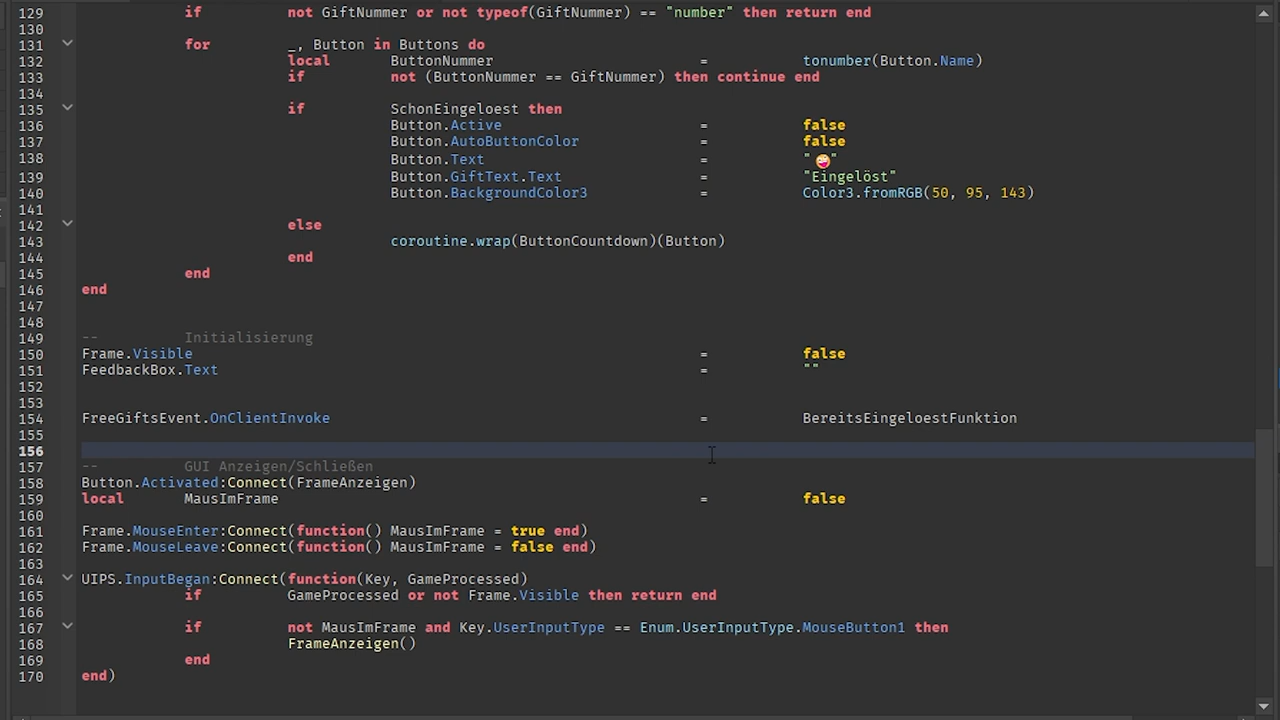 129 if not GiftNummer or not typeof(GiftNummer) == "number" then return end
130
131 for _, Button in Buttons do
132 local ButtonNummer = tonumber(Button.Name)
133 if not (ButtonNummer == GiftNummer) then continue end
134
135 if SchonEingeloest then
136 Button.Active = false
137 Button.AutoButtonColor = false
138 Button.Text = "😜"
139 Button.GiftText.Text = "Eingelöst"
140 Button.BackgroundColor3 = Color3.fromRGB(50, 95, 143)
141
142 else
143 coroutine.wrap(ButtonCountdown)(Button)
144 end
145 end
146 end
147
148
149 -- Initialisierung
150 Frame.Visible = false
151 FeedbackBox.Text = ""
152
153
154 FreeGiftsEvent.OnClientInvoke = BereitsEingeloestFunktion
155
156
157 -- GUI Anzeigen/Schließen
158 Button.Activated:Connect(FrameAnzeigen)
159 local MausImFrame = false
160
161 Frame.MouseEnter:Connect(function() MausImFrame = true end)
162 Frame.MouseLeave:Connect(function() MausImFrame = false end)
163
164 UIPS.InputBegan:Connect(function(Key, GameProcessed)
165 if GameProcessed or not Frame.Visible then return end
166
167 if not MausImFrame and Key.UserInputType == Enum.UserInputType.MouseButton1 then
168 FrameAnzeigen()
169 end
170 end)